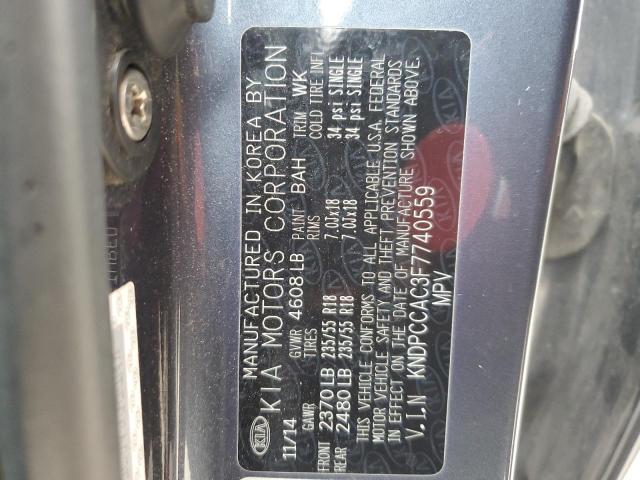 KIA
MANUFACTURED IN KOREA BY
KIA MOTORS CORPORATION
11/14 GVWR 4608LB PAINT BAH TRIM WK
GAWR TIRES RIMS COLD TIRE INFL
FRONT 2370LB 235/55 R18 7.0Jx18 34 psi SINGLE
REAR 2480LB 235/55 R18 7.0Jx18 34 psi SINGLE
THIS VEHICLE CONFORMS TO ALL APPLICABLE U.S.A. FEDERAL
MOTOR VEHICLE SAFETY AND THEFT PREVENTION STANDARDS
IN EFFECT ON THE DATE OF MANUFACTURE SHOWN ABOVE.
V.I.N KNDPCCAC3F7740559
MPV